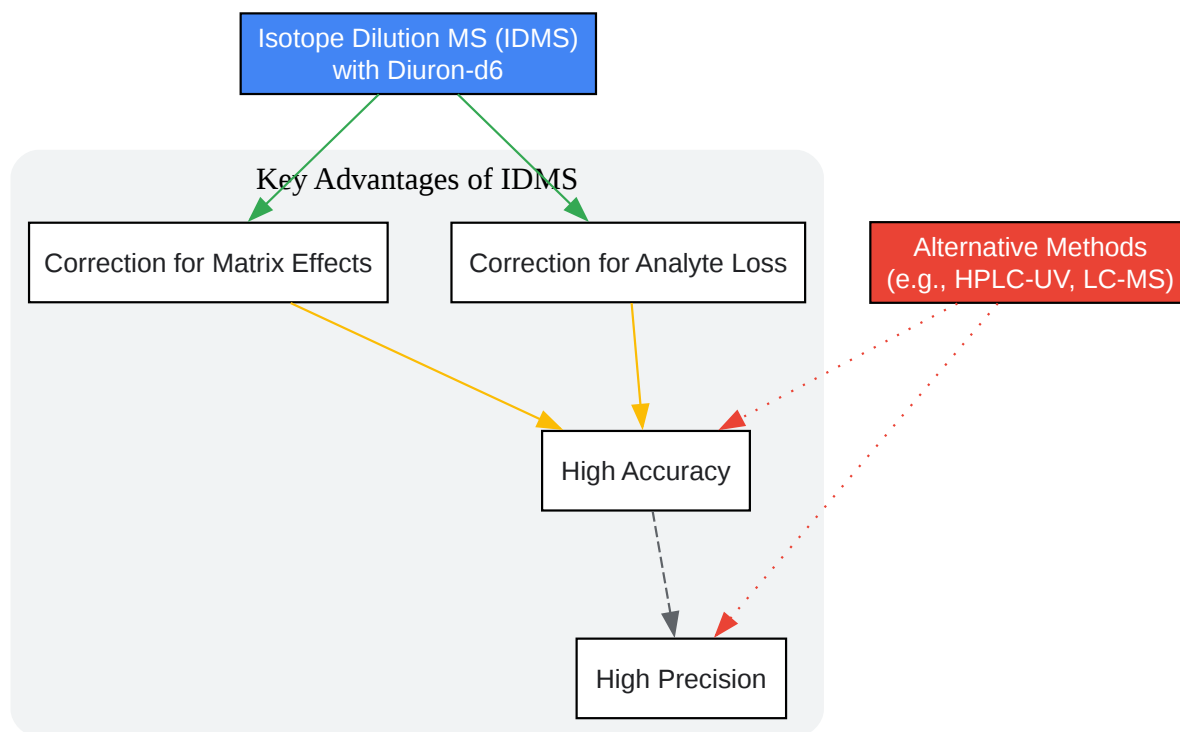 Isotope Dilution MS (IDMS)
with Diuron-d6
Key Advantages of IDMS
Correction for Matrix Effects
Correction for Analyte Loss
Alternative Methods
(e.g., HPLC-UV, LC-MS)
High Accuracy
High Precision